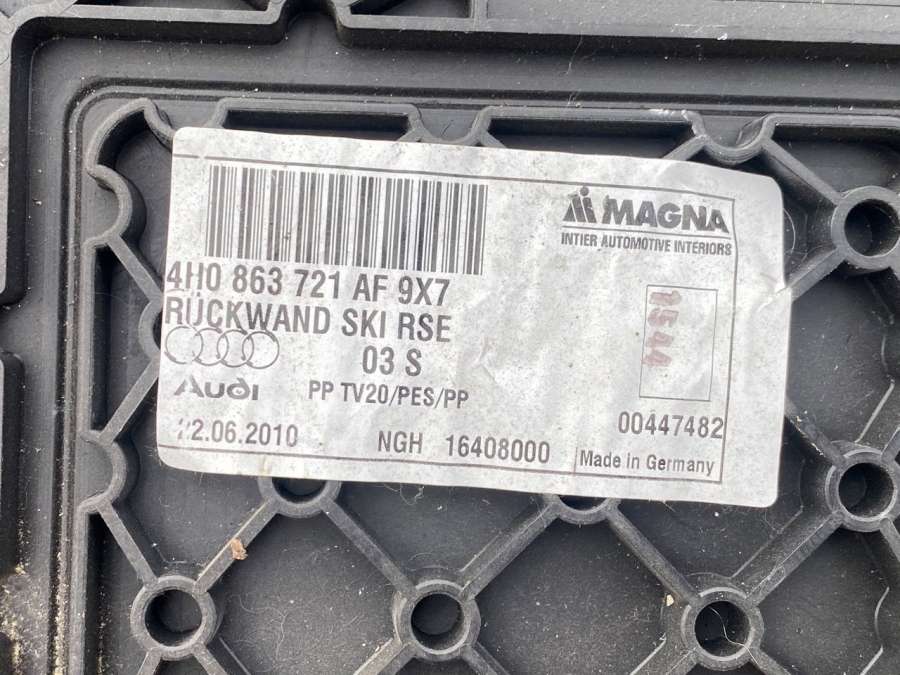 MAGNA
INTIER AUTOMOTIVE INTERIORS
4H0 863 721 AF 9X7
RÜCKWAND SKI RSE
03 S
1544
Audi
PP TV20/PES/PP
00447482
22.06.2010
NGH 16408000
Made in Germany